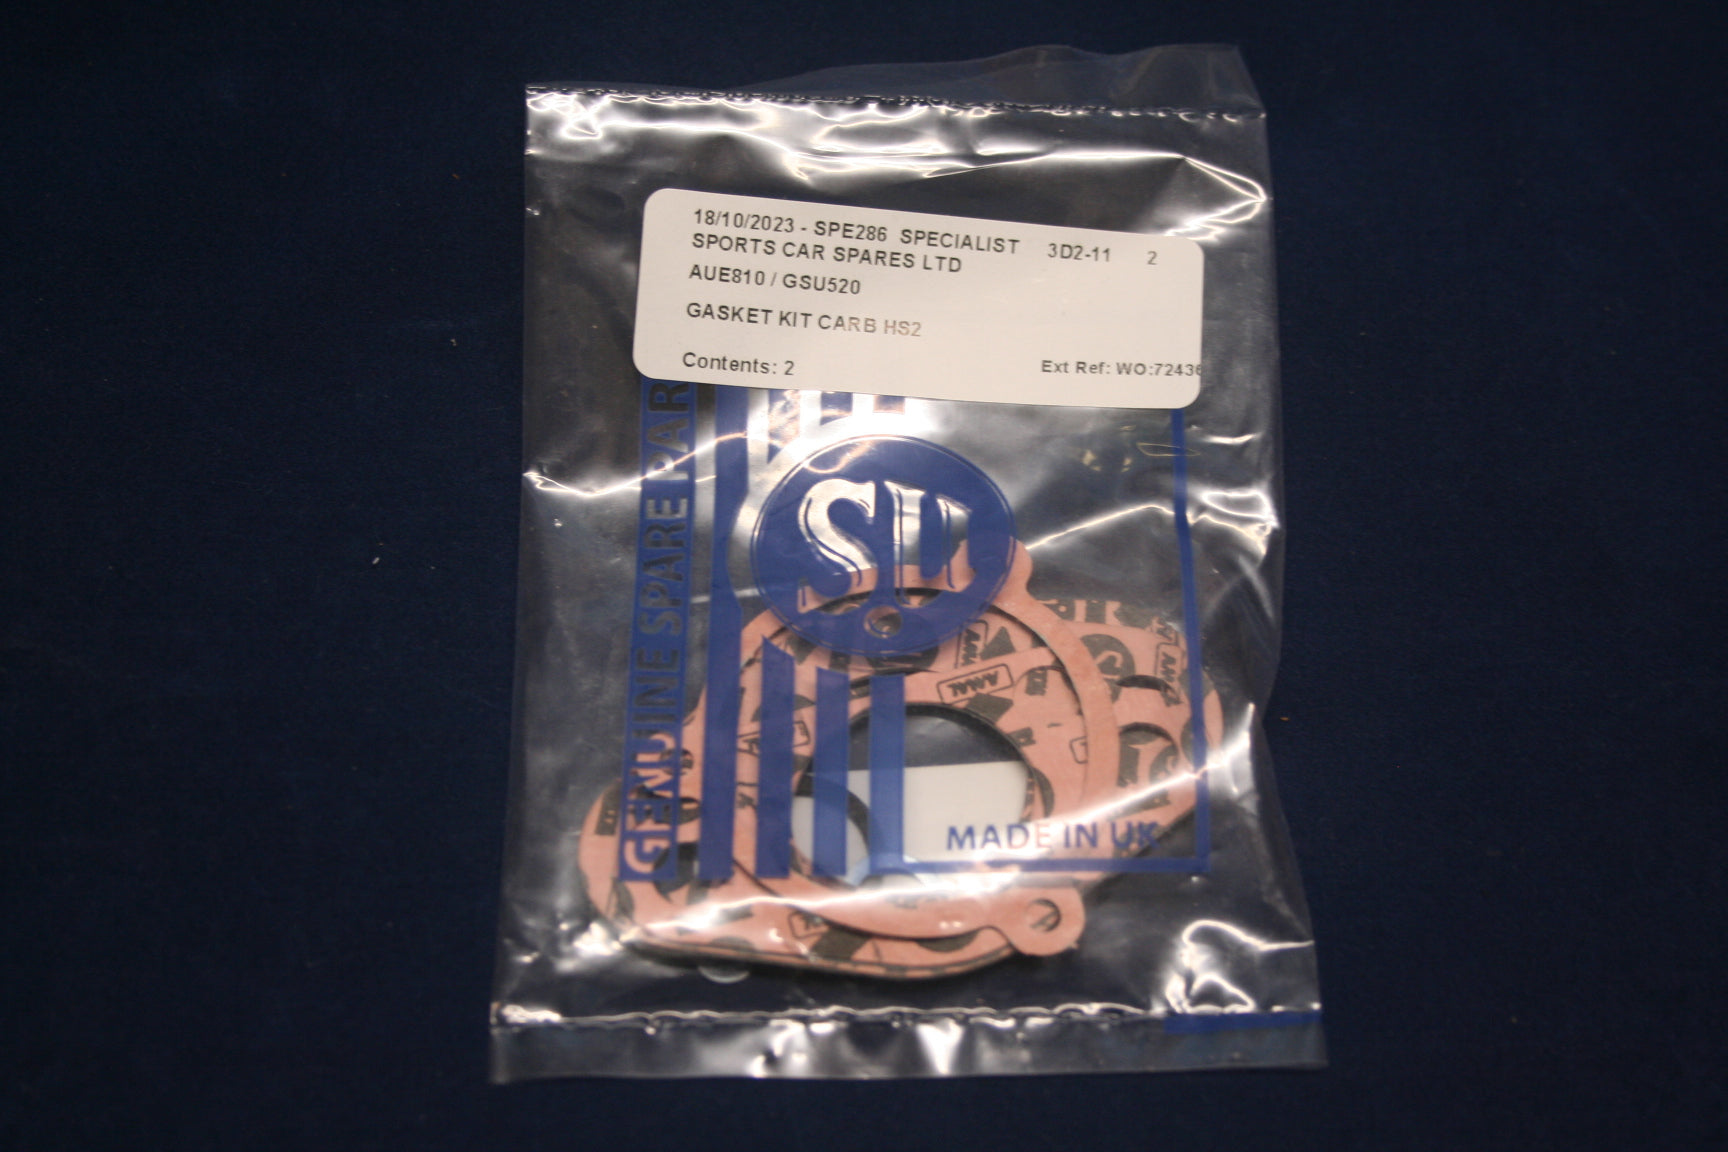 18/10/2023 - SPE286 SPECIALIST 3D2-11 2
SPORTS CAR SPARES LTD
AUE810 / GSU520
GASKET KIT CARB HS2
Contents: 2 Ext Ref: WO:72436
GENUINE SPARE PAR
SU
AMAL
MADE IN UK